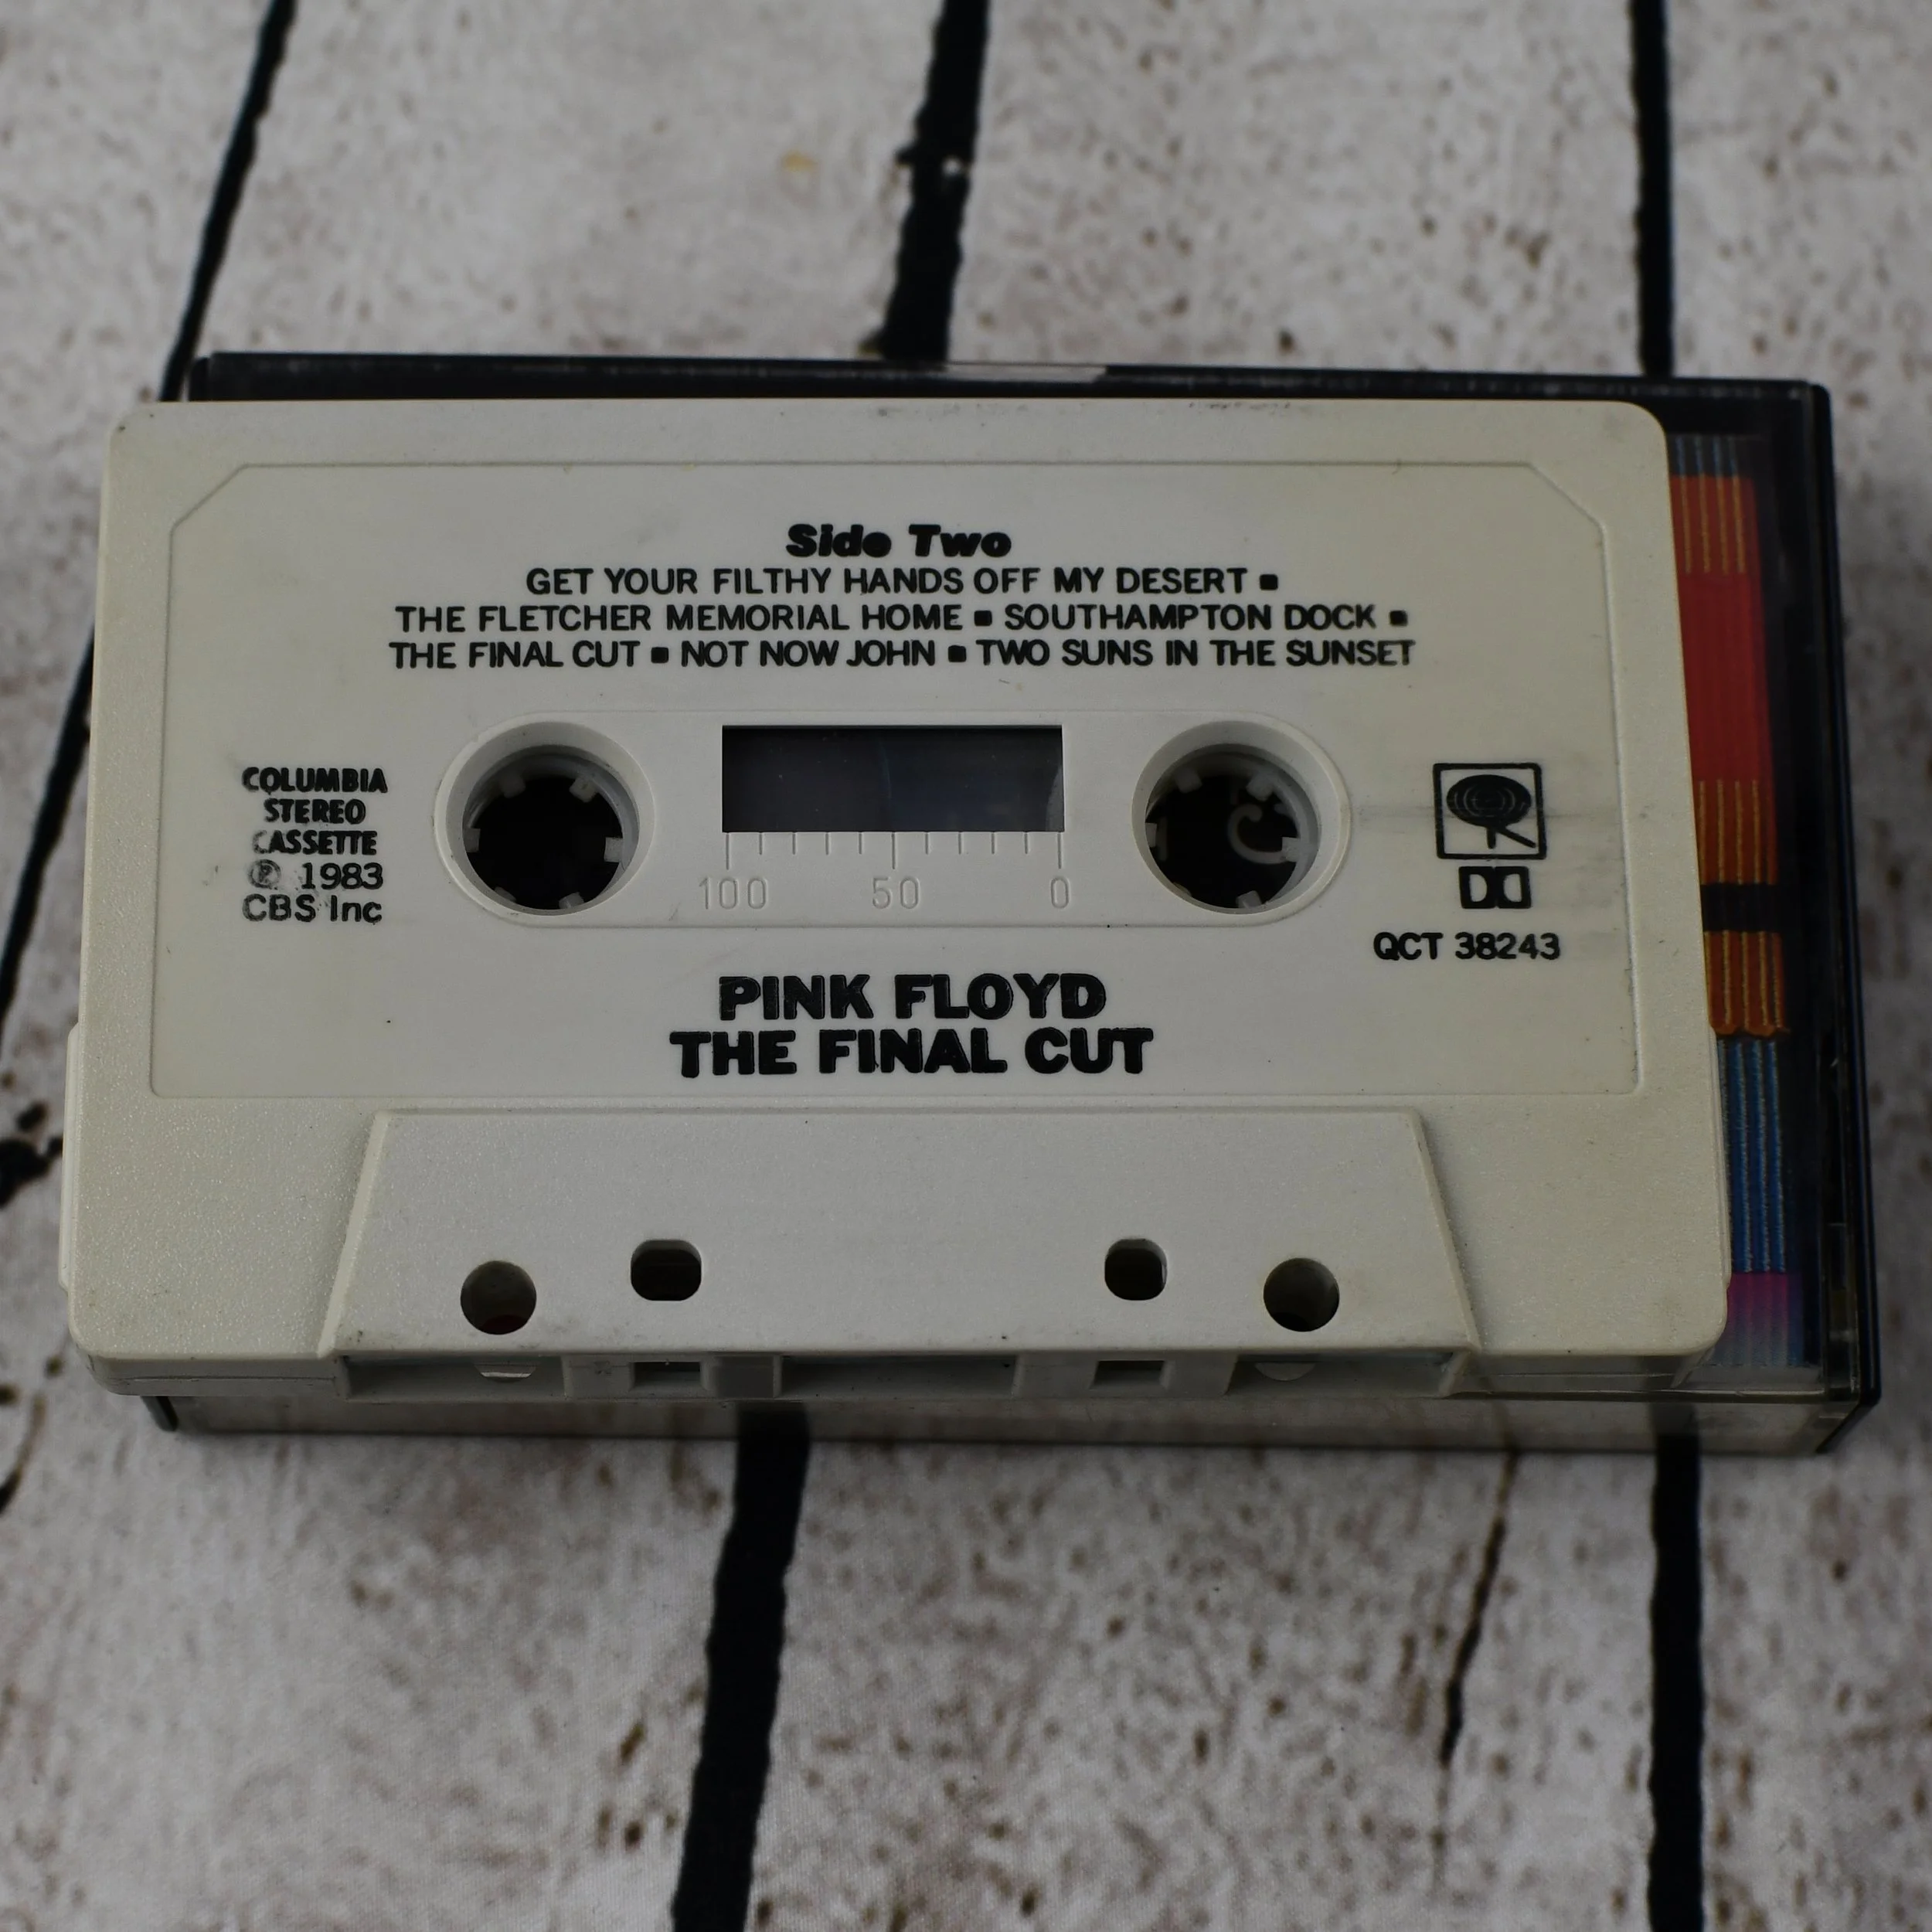 Side Two
GET YOUR FILTHY HANDS OFF MY DESERT ▪
THE FLETCHER MEMORIAL HOME ▪ SOUTHAMPTON DOCK ▪
THE FINAL CUT ▪ NOT NOW JOHN ▪ TWO SUNS IN THE SUNSET
COLUMBIA
STEREO
CASSETTE
℗ 1983
CBS Inc
100 50 0
QCT 38243
PINK FLOYD
THE FINAL CUT